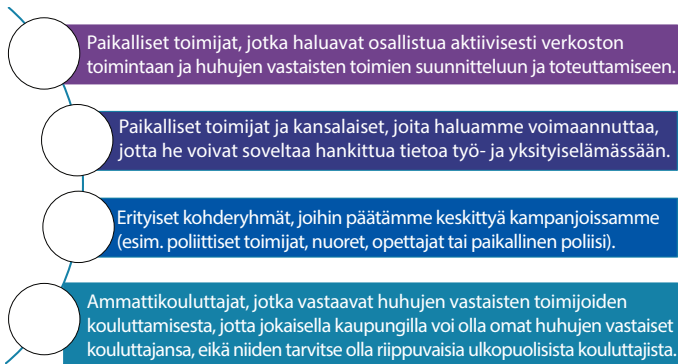 Paikalliset toimijat, jotka haluavat osallistua aktiivisesti verkoston
toimintaan ja huhujen vastaisten toimien suunnitteluun ja toteuttamiseen.
Paikalliset toimijat ja kansalaiset, joita haluamme voimaannuttaa,
jotta he voivat soveltaa hankittua tietoa työ- ja yksityiselämässään.
Erityiset kohderyhmät, joihin päätämme keskittyä kampanjoissamme
(esim. poliittiset toimijat, nuoret, opettajat tai paikallinen poliisi).
Ammattikouluttajat, jotka vastaavat huhujen vastaisten toimijoiden
kouluttamisesta, jotta jokaisella kaupungilla voi olla omat huhujen vastaiset
kouluttajansa, eikä niiden tarvitse olla riippuvaisia ulkopuolisista kouluttajista.